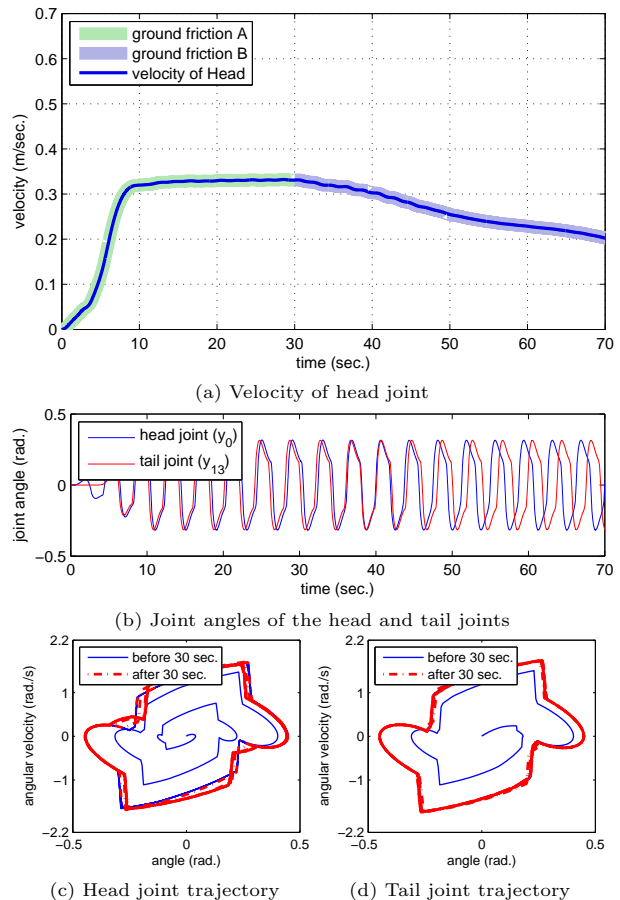 0.7
0.6
0.5
0.4
0.3
0.2
0.1
0
velocity (m/sec.)
ground friction A
ground friction B
velocity of Head
0 10 20 30 40 50 60 70
time (sec.)
(a) Velocity of head joint
0.5
0
−0.5
joint angle (rad.)
head joint (y0)
tail joint (y13)
0 10 20 30 40 50 60 70
time (sec.)
(b) Joint angles of the head and tail joints
2.2
1
0
−1
−2.2
angular velocity (rad./s)
before 30 sec.
after 30 sec.
−0.5 0 0.5
angle (rad.)
(c) Head joint trajectory
2.2
1
0
−1
−2.2
angular velocity (rad./s)
before 30 sec.
after 30 sec.
−0.5 0 0.5
angle (rad.)
(d) Tail joint trajectory